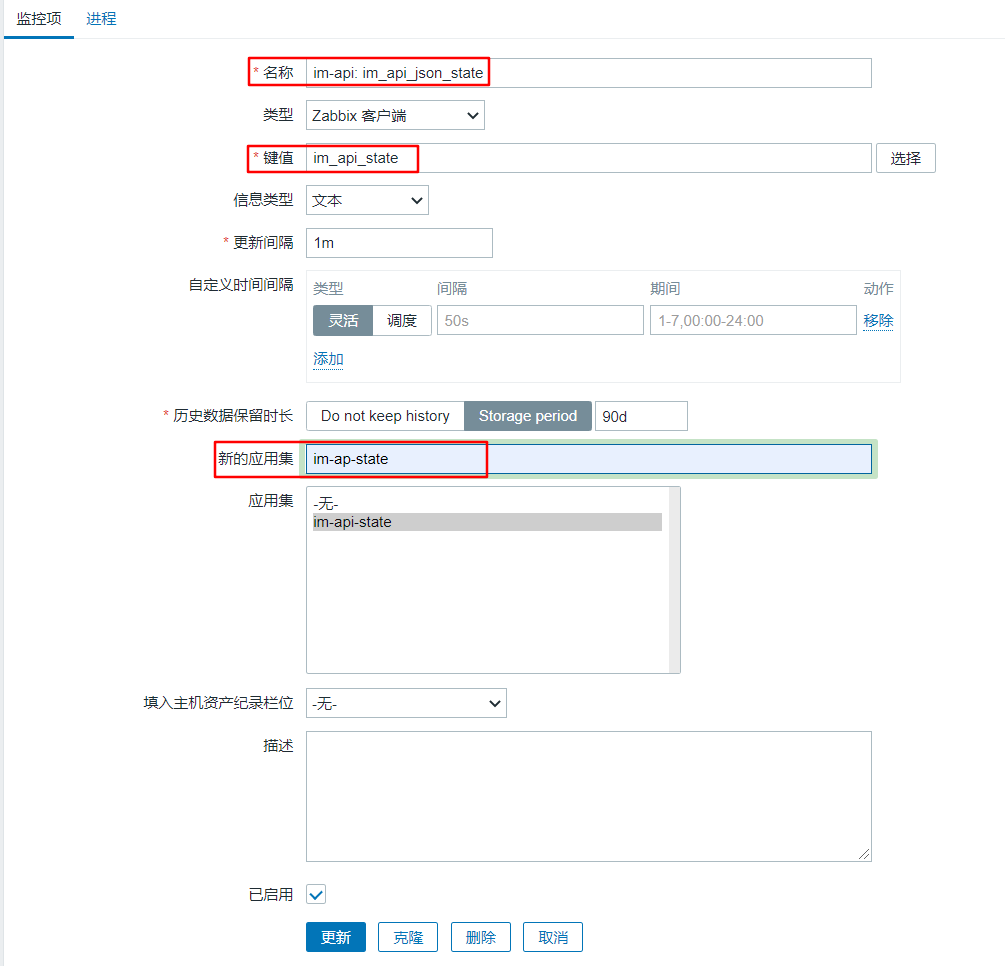 监控项 进程
* 名称 im-api: im_api_json_state
类型 Zabbix 客户端
* 键值 im_api_state 选择
信息类型 文本
* 更新间隔 1m
自定义时间间隔 类型 间隔 期间 动作
灵活 调度 50s 1-7,00:00-24:00 移除
添加
* 历史数据保留时长 Do not keep history Storage period 90d
新的应用集 im-ap-state
应用集 -无-
im-api-state
填入主机资产纪录栏位 -无-
描述
已启用
更新 克隆 删除 取消